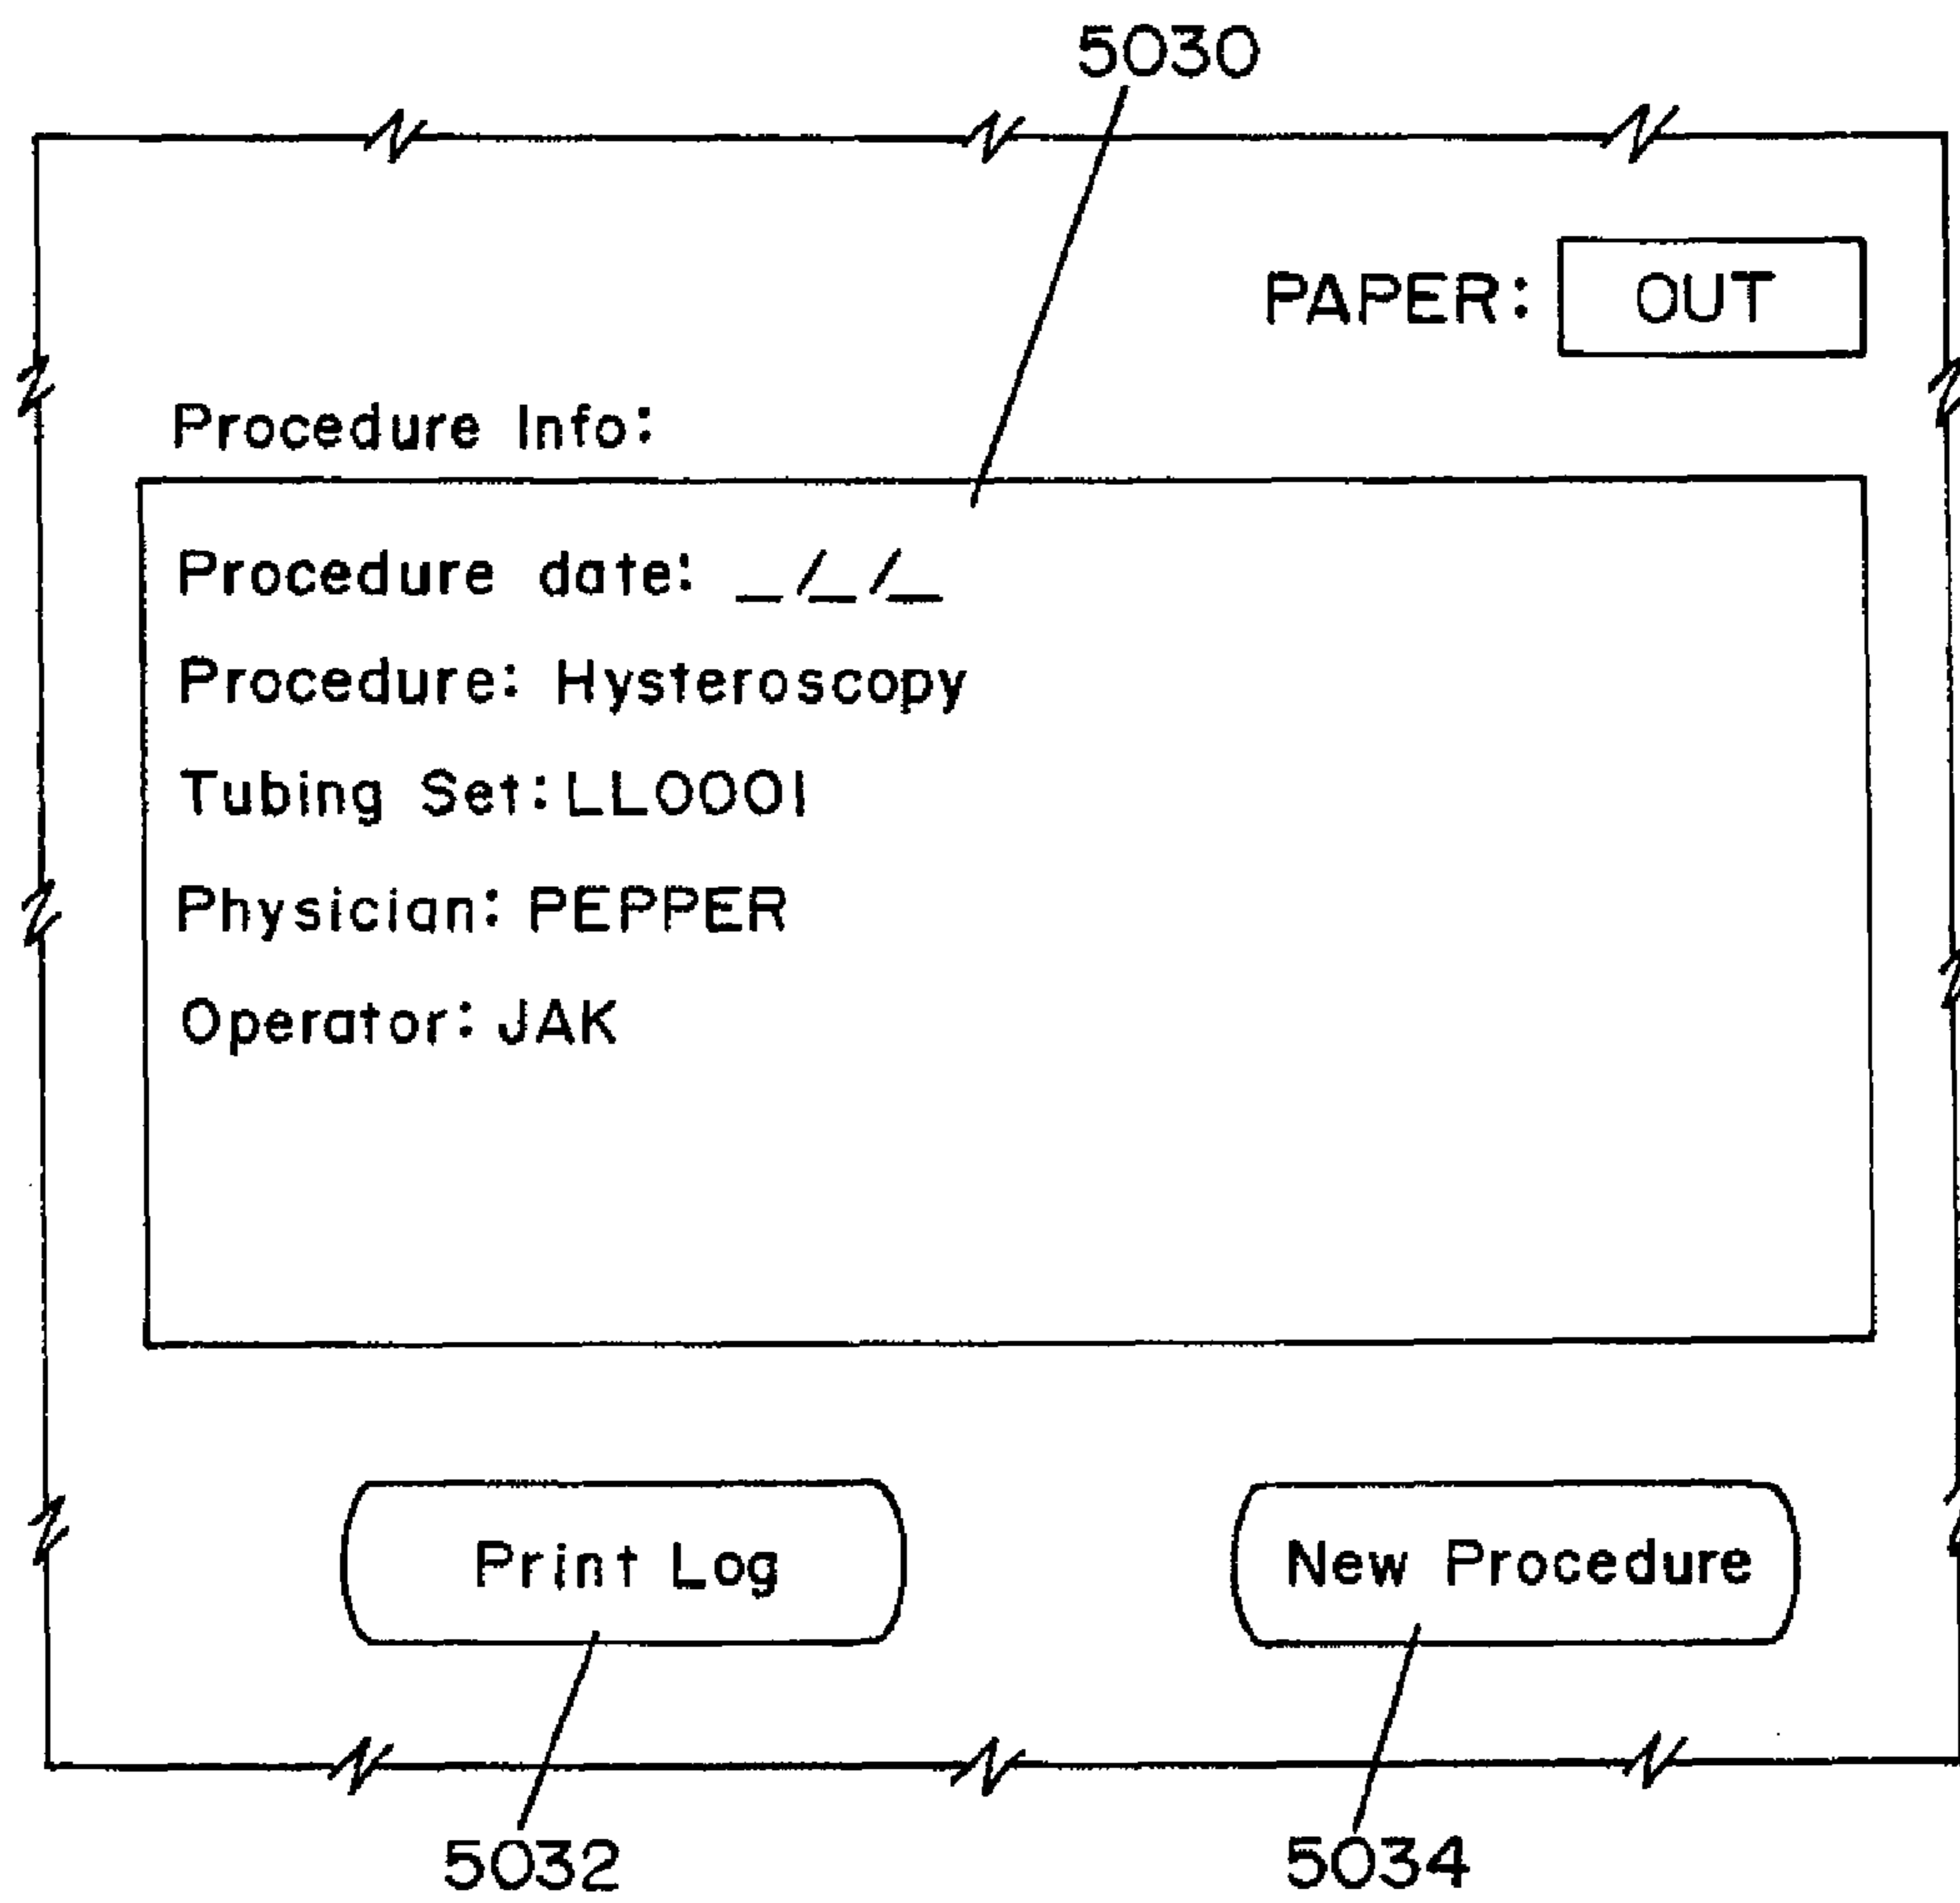 5030
PAPER: OUT
Procedure Info:
Procedure date: _/_/_
Procedure: Hysteroscopy
Tubing Set: LL0001
Physician: PEPPER
Operator: JAK
Print Log
New Procedure
5032
5034